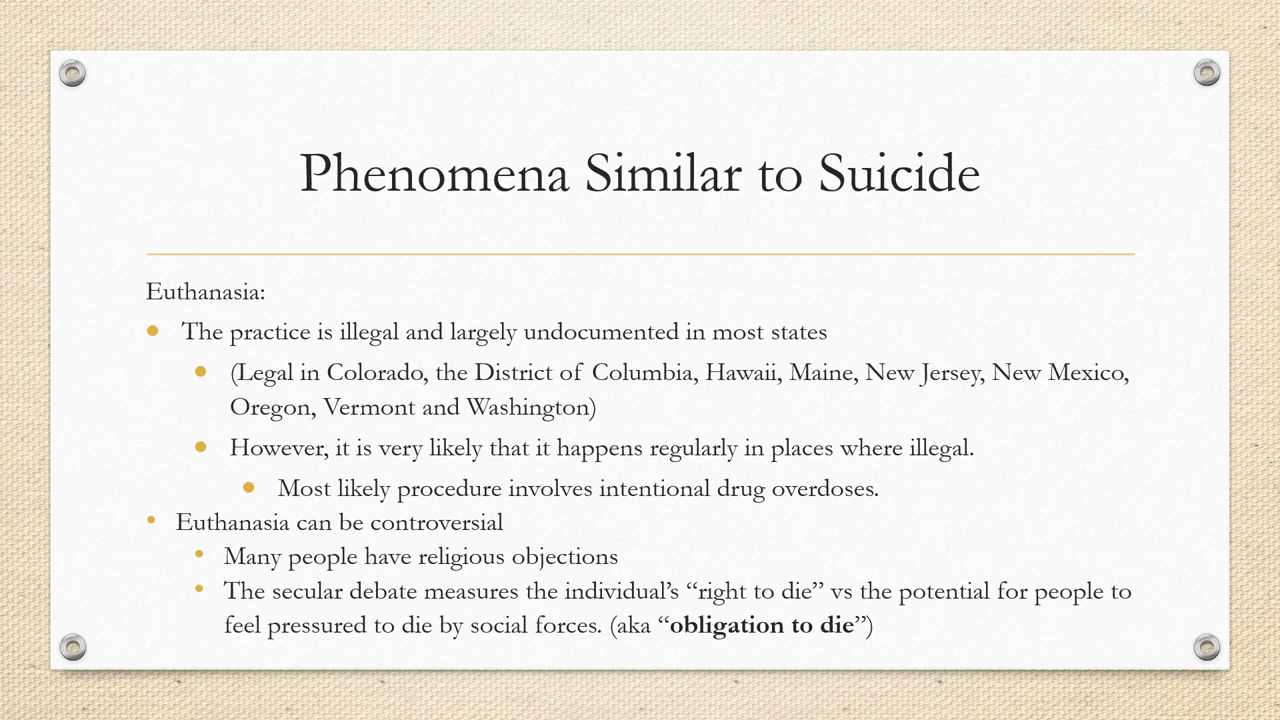 Phenomena Similar to Suicide
Euthanasia:
● The practice is illegal and largely undocumented in most states
● (Legal in Colorado, the District of Columbia, Hawaii, Maine, New Jersey, New Mexico,
Oregon, Vermont and Washington)
● However, it is very likely that it happens regularly in places where illegal.
● Most likely procedure involves intentional drug overdoses.
• Euthanasia can be controversial
• Many people have religious objections
• The secular debate measures the individual’s “right to die” vs the potential for people to
feel pressured to die by social forces. (aka “obligation to die”)